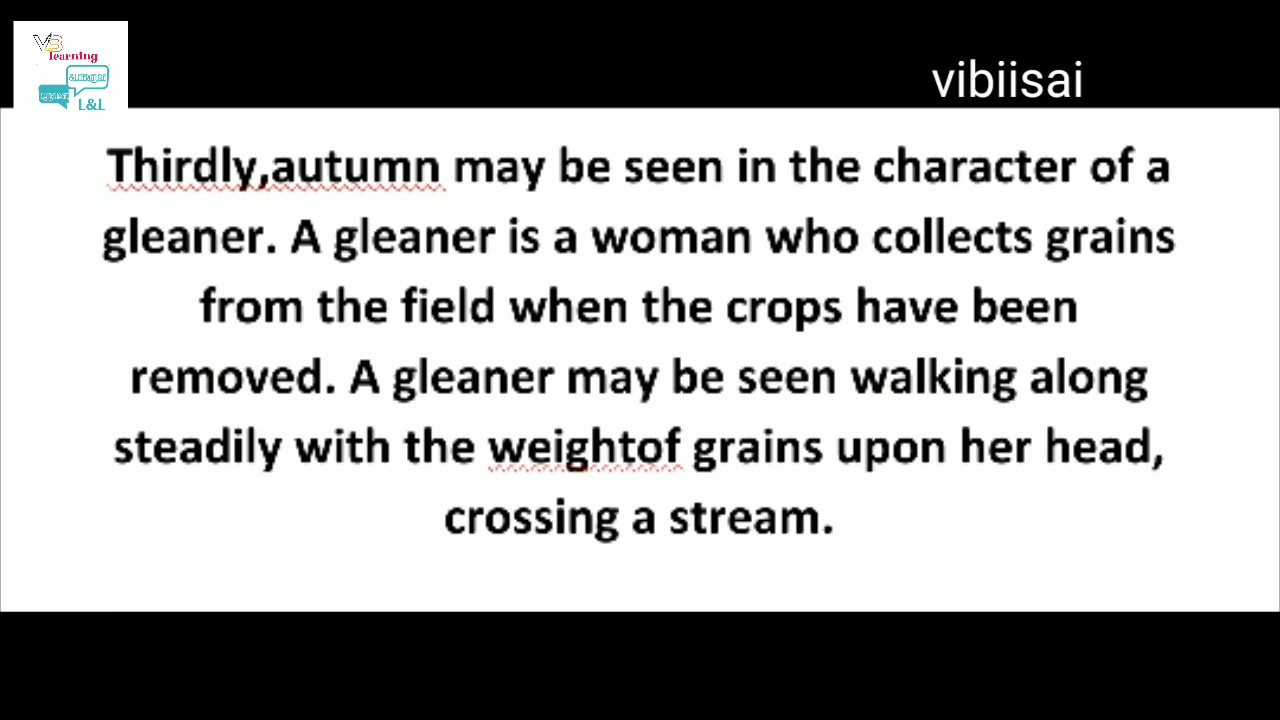 VB
learning
L&L
vibiisai
Thirdly,autumn may be seen in the character of a
gleaner. A gleaner is a woman who collects grains
from the field when the crops have been
removed. A gleaner may be seen walking along
steadily with the weightof grains upon her head,
crossing a stream.